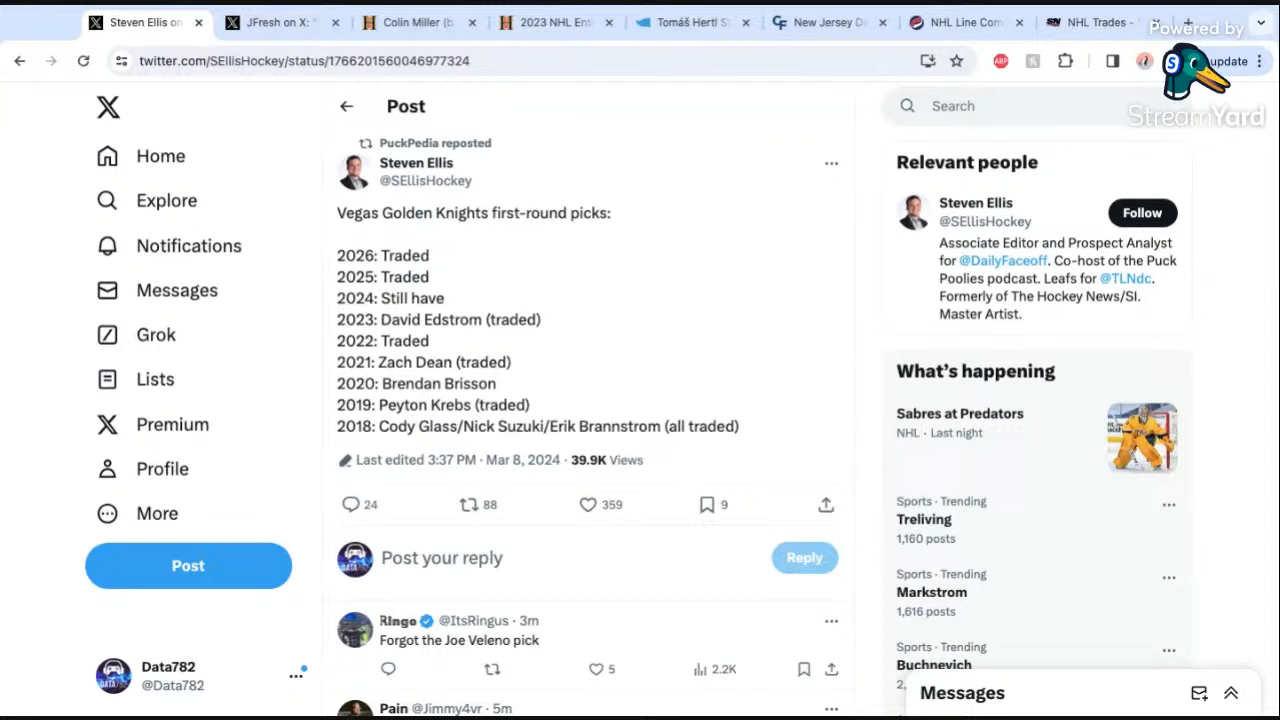 Steven Ellis on
JFresh on X: "
Colin Miller (b
2023 NHL Ent
Tomáš Hertl S
New Jersey De
NHL Line Com
NHL Trades -
Powered by
twitter.com/SEllisHockey/status/1766201560046977324
ABP
update
S
StreamYard
Post
Search
Home
Explore
Notifications
Messages
Grok
Lists
Premium
Profile
More
Post
Data782
@Data782
PuckPedia reposted
Steven Ellis
@SEllisHockey
Vegas Golden Knights first-round picks:
2026: Traded
2025: Traded
2024: Still have
2023: David Edstrom (traded)
2022: Traded
2021: Zach Dean (traded)
2020: Brendan Brisson
2019: Peyton Krebs (traded)
2018: Cody Glass/Nick Suzuki/Erik Brannstrom (all traded)
Last edited 3:37 PM · Mar 8, 2024 · 39.9K Views
24 88 359 9
Post your reply
Reply
Ringo @ItsRingus · 3m
Forgot the Joe Veleno pick
5 2.2K
Pain @Jimmy4vr · 5m
Relevant people
Steven Ellis
@SEllisHockey
Follow
Associate Editor and Prospect Analyst
for @DailyFaceoff. Co-host of the Puck
Poolies podcast. Leafs for @TLNdc.
Formerly of The Hockey News/SI.
Master Artist.
What's happening
Sabres at Predators
NHL · Last night
Sports · Trending
Treliving
1,160 posts
Sports · Trending
Markstrom
1,616 posts
Sports · Trending
Buchnevich
Messages